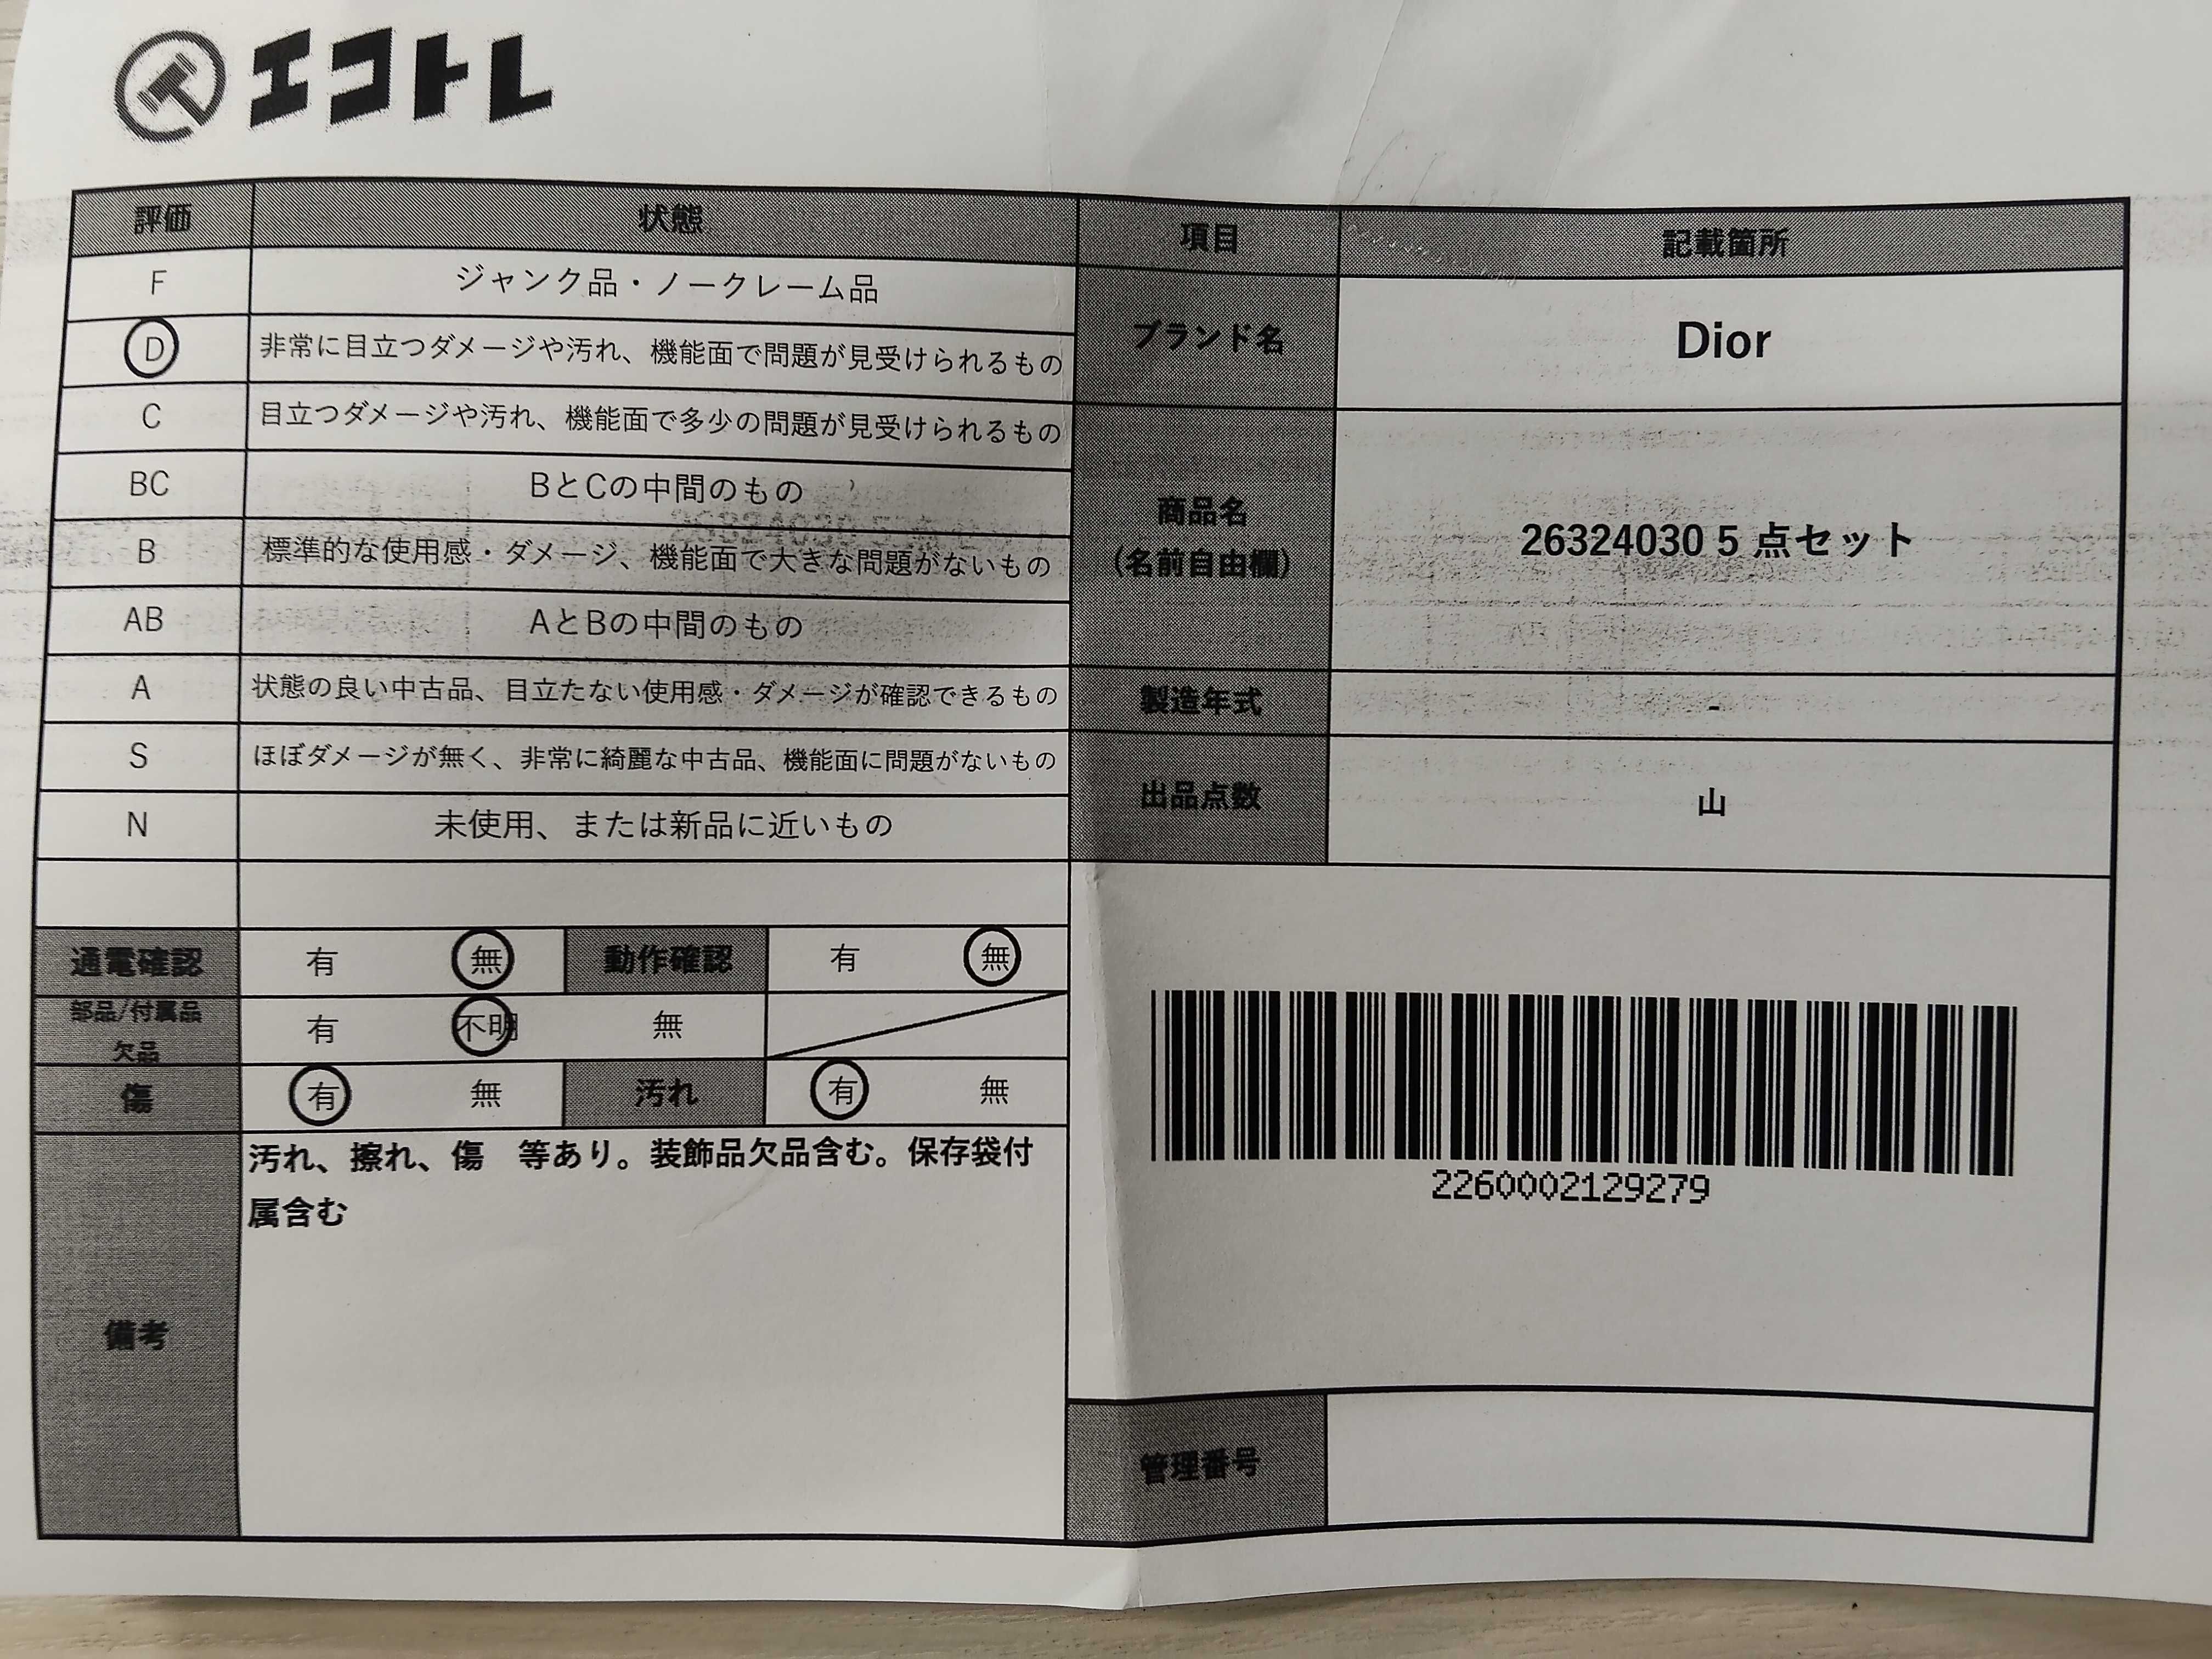 エコトレ
評価 状態 項目 記載箇所
F ジャンク品・ノークレーム品
D 非常に目立つダメージや汚れ、機能面で問題が見受けられるもの
ブランド名 Dior
C 目立つダメージや汚れ、機能面で多少の問題が見受けられるもの
BC BとCの中間のもの
商品名
(名前自由欄)
26324030 5 点セット
B 標準的な使用感・ダメージ、機能面で大きな問題がないもの
AB AとBの中間のもの
A 状態の良い中古品、目立たない使用感・ダメージが確認できるもの
製造年式 -
S ほぼダメージが無く、非常に綺麗な中古品、機能面に問題がないもの
出品点数 山
N 未使用、または新品に近いもの
通電確認 有 無 動作確認 有 無
部品/付属品
欠品
有 不明 無
傷 有 無 汚れ 有 無
備考
汚れ、擦れ、傷 等あり。装飾品欠品含む。保存袋付
属含む
2260002129279
管理番号